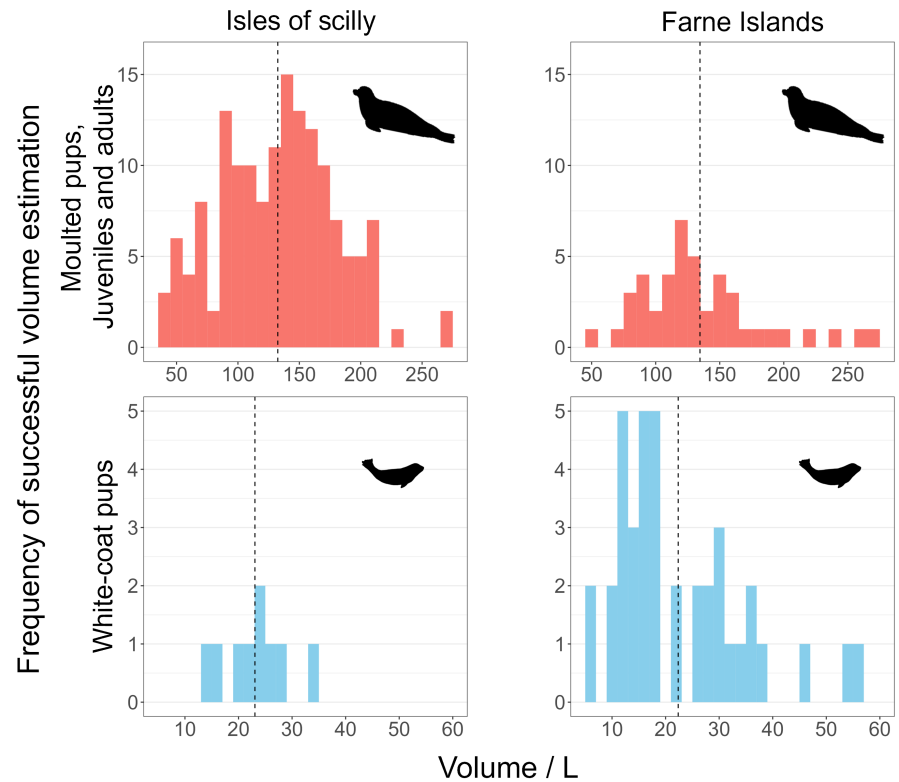 Isles of scilly
Farne Islands
Frequency of successful volume estimation
Moulted pups,
Juveniles and adults
15
10
5
0
50 100 150 200 250
15
10
5
0
50 100 150 200 250
White-coat pups
5
4
3
2
1
0
10 20 30 40 50 60
5
4
3
2
1
0
10 20 30 40 50 60
Volume / L